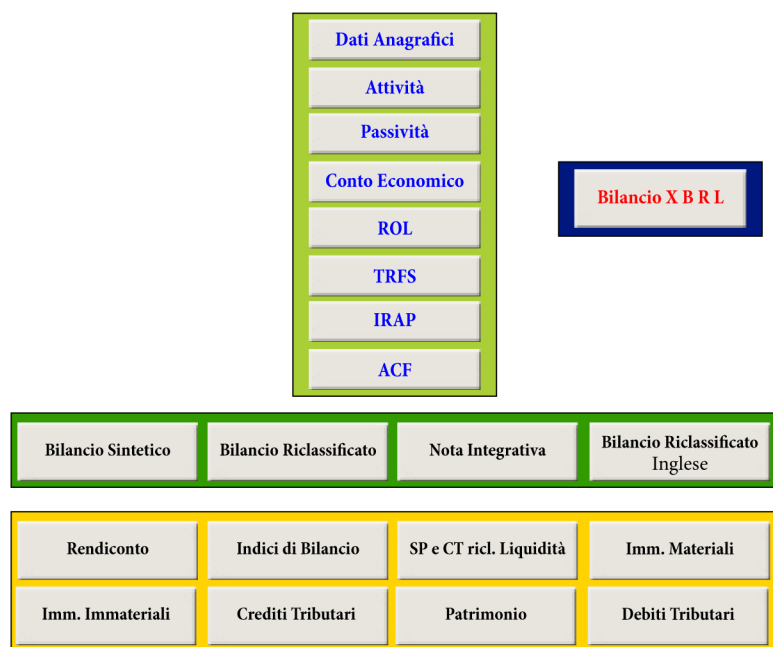 Dati Anagrafici
Attività
Passività
Conto Economico
ROL
TRFS
IRAP
ACF
Bilancio X B R L
Bilancio Sintetico
Bilancio Riclassificato
Nota Integrativa
Bilancio Riclassificato
Inglese
Rendiconto
Indici di Bilancio
SP e CT ricl. Liquidità
Imm. Materiali
Imm. Immateriali
Crediti Tributari
Patrimonio
Debiti Tributari